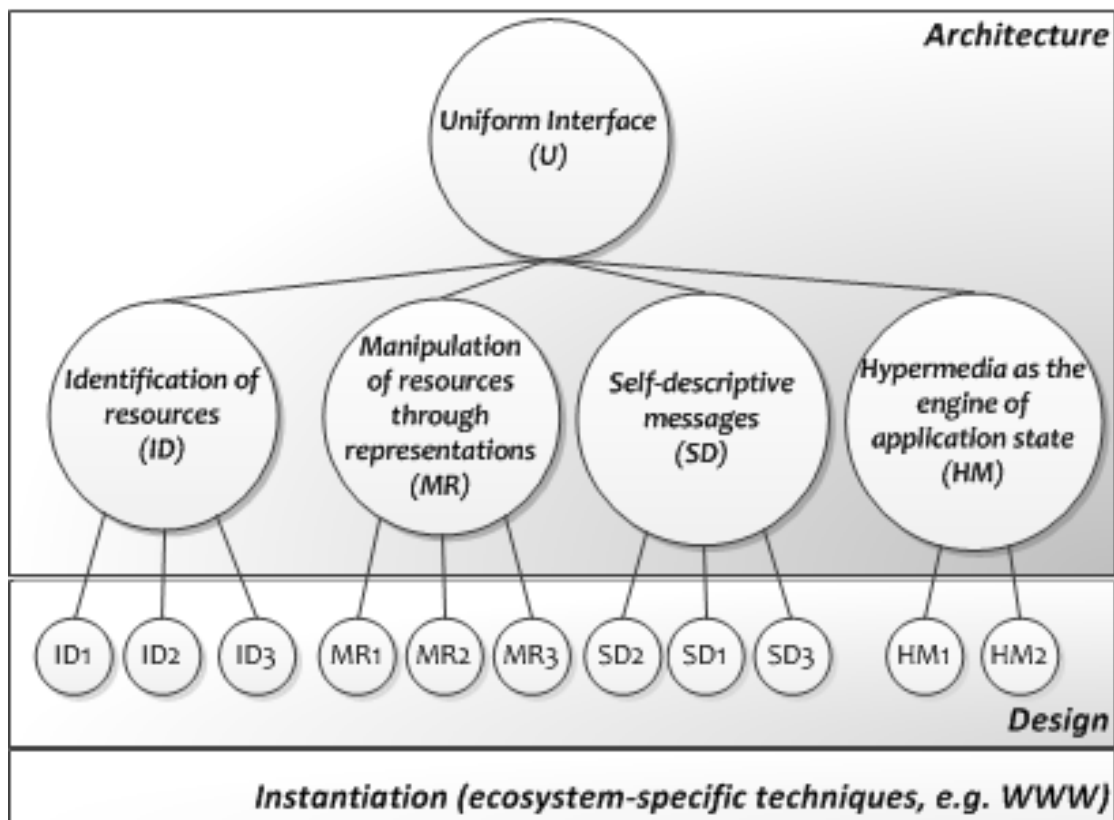 Architecture
Uniform Interface
(U)
Identification of
resources
(ID)
Manipulation
of resources
through
representations
(MR)
Self-descriptive
messages
(SD)
Hypermedia as the
engine of
application state
(HM)
ID1
ID2
ID3
MR1
MR2
MR3
SD2
SD1
SD3
HM1
HM2
Design
Instantiation (ecosystem-specific techniques, e.g. WWW)